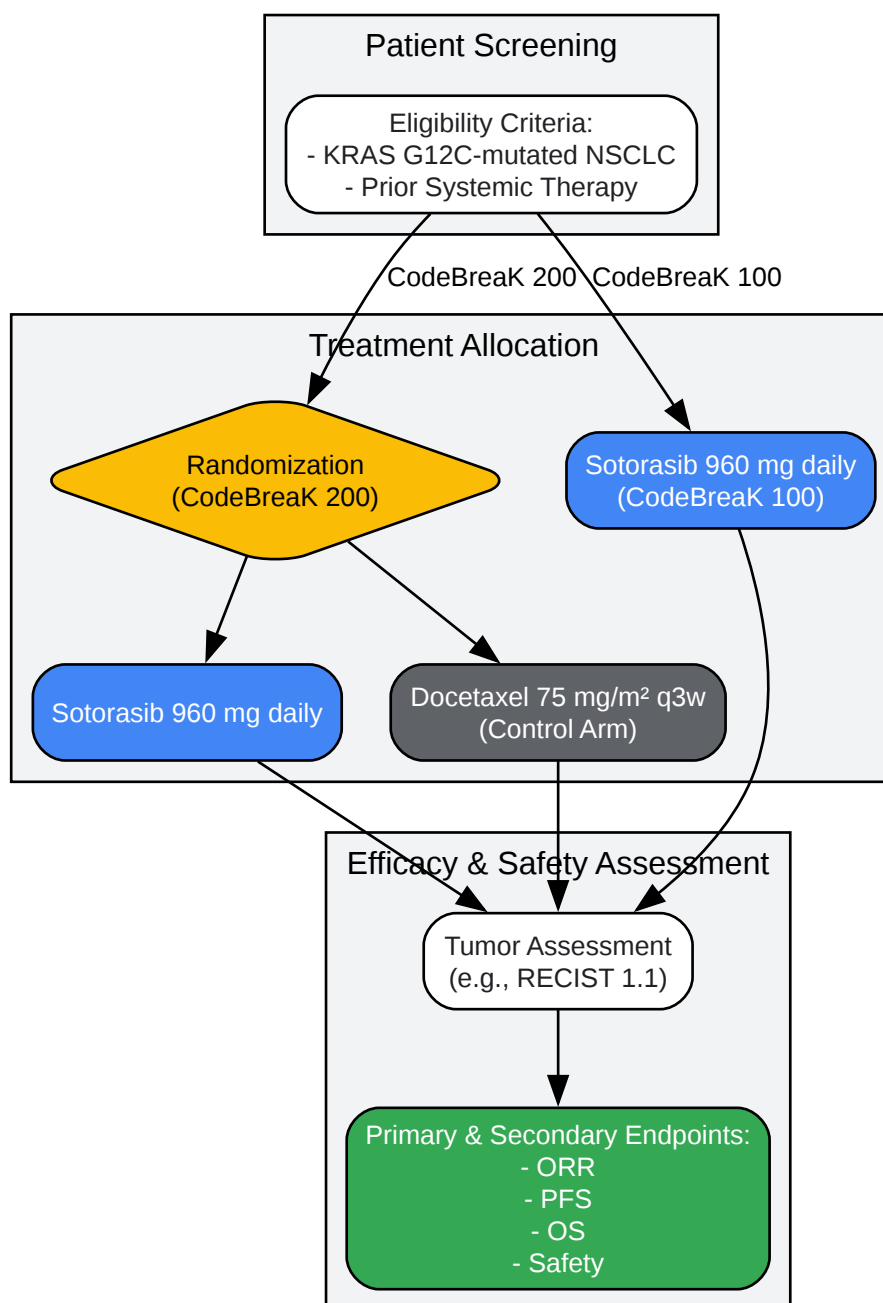 Patient Screening
Eligibility Criteria:
- KRAS G12C-mutated NSCLC
- Prior Systemic Therapy
CodeBreaK 200
CodeBreaK 100
Treatment Allocation
Randomization
(CodeBreaK 200)
Sotorasib 960 mg daily
(CodeBreaK 100)
Sotorasib 960 mg daily
Docetaxel 75 mg/m² q3w
(Control Arm)
Efficacy & Safety Assessment
Tumor Assessment
(e.g., RECIST 1.1)
Primary & Secondary Endpoints:
- ORR
- PFS
- OS
- Safety